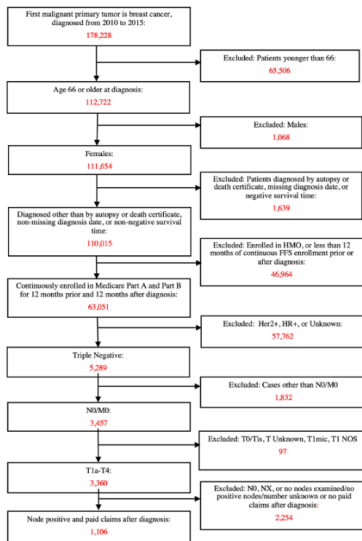 First malignant primary tumor is breast cancer,
diagnosed from 2010 to 2015:
178,228
Excluded: Patients younger than 66:
65,506
Age 66 or older at diagnosis:
112,722
Excluded: Males:
1,068
Females:
111,654
Excluded: Patients diagnosed by autopsy or
death certificate, missing diagnosis date, or
negative survival time:
1,639
Diagnosed other than by autopsy or death certificate,
non-missing diagnosis date, or non-negative survival
time:
110,015
Excluded: Enrolled in HMO, or less than 12
months of continuous FFS enrollment prior or
after diagnosis:
46,964
Continuously enrolled in Medicare Part A and Part B
for 12 months prior and 12 months after diagnosis:
63,051
Excluded: Her2+, HR+, or Unknown:
57,762
Triple Negative:
5,289
Excluded: Cases other than N0/M0
1,832
N0/M0:
3,457
Excluded: T0/Tis, T Unknown, T1mic, T1 NOS
97
T1a-T4:
3,360
Excluded: N0, NX, or no nodes examined/no
positive nodes/number unknown or no paid
claims after diagnosis:
2,254
Node positive and paid claims after diagnosis:
1,106